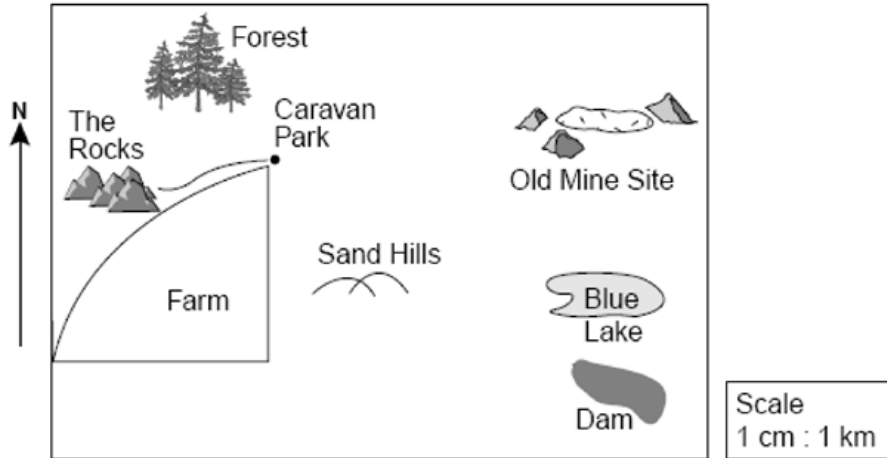 Forest
N
The
Rocks
Caravan
Park
Old Mine Site
Sand Hills
Farm
Blue
Lake
Dam
Scale
1 cm : 1 km